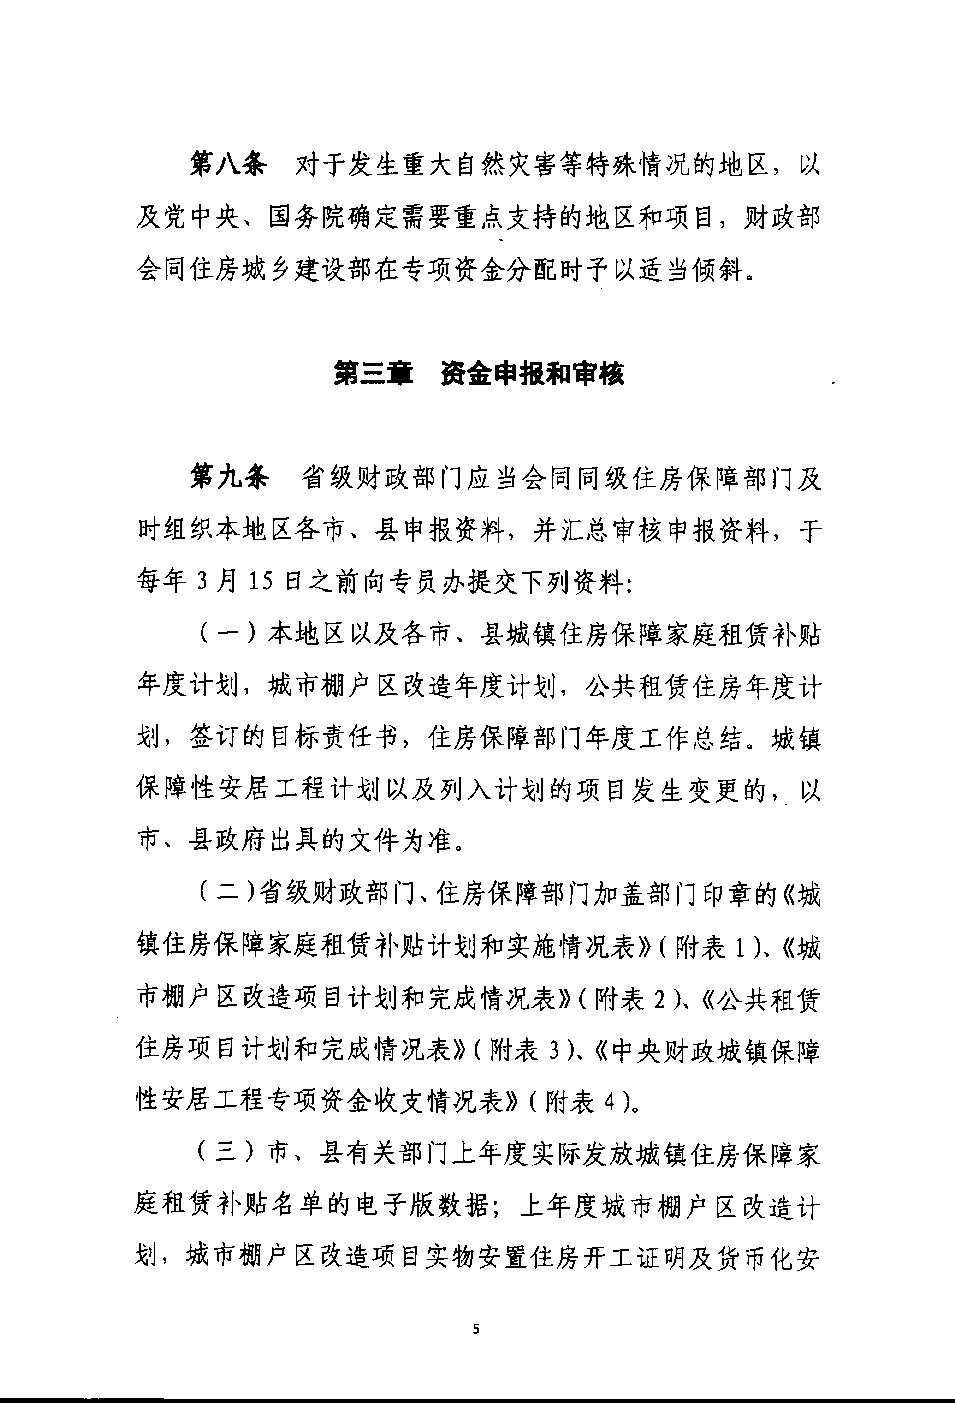 第八条 对于发生重大自然灾害等特殊情况的地区，以
及党中央、国务院确定需要重点支持的地区和项目，财政部
会同住房城乡建设部在专项资金分配时予以适当倾斜。
第三章 资金申报和审核
第九条 省级财政部门应当会同同级住房保障部门及
时组织本地区各市、县申报资料，并汇总审核申报资料，于
每年 3 月 15 日之前向专员办提交下列资料：
（一）本地区以及各市、县城镇住房保障家庭租赁补贴
年度计划，城市棚户区改造年度计划，公共租赁住房年度计
划，签订的目标责任书，住房保障部门年度工作总结。城镇
保障性安居工程计划以及列入计划的项目发生变更的，以
市、县政府出具的文件为准。
（二）省级财政部门、住房保障部门加盖部门印章的《城
镇住房保障家庭租赁补贴计划和实施情况表》（附表 1）、《城
市棚户区改造项目计划和完成情况表》（附表 2）、《公共租赁
住房项目计划和完成情况表》（附表 3）、《中央财政城镇保障
性安居工程专项资金收支情况表》（附表 4）。
（三）市、县有关部门上年度实际发放城镇住房保障家
庭租赁补贴名单的电子版数据；上年度城市棚户区改造计
划，城市棚户区改造项目实物安置住房开工证明及货币化安
5